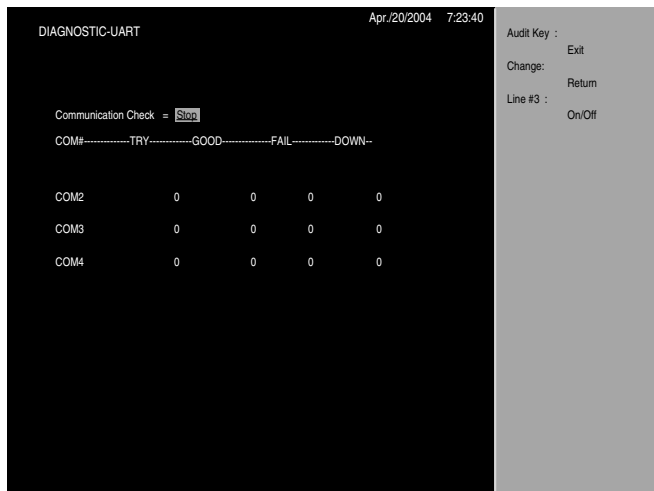 Apr./20/2004 7:23:40
DIAGNOSTIC-UART
Communication Check = Stop
COM#--------------TRY-------------GOOD---------------FAIL-------------DOWN--
COM2 0 0 0 0
COM3 0 0 0 0
COM4 0 0 0 0
Audit Key :
Exit
Change:
Return
Line #3 :
On/Off